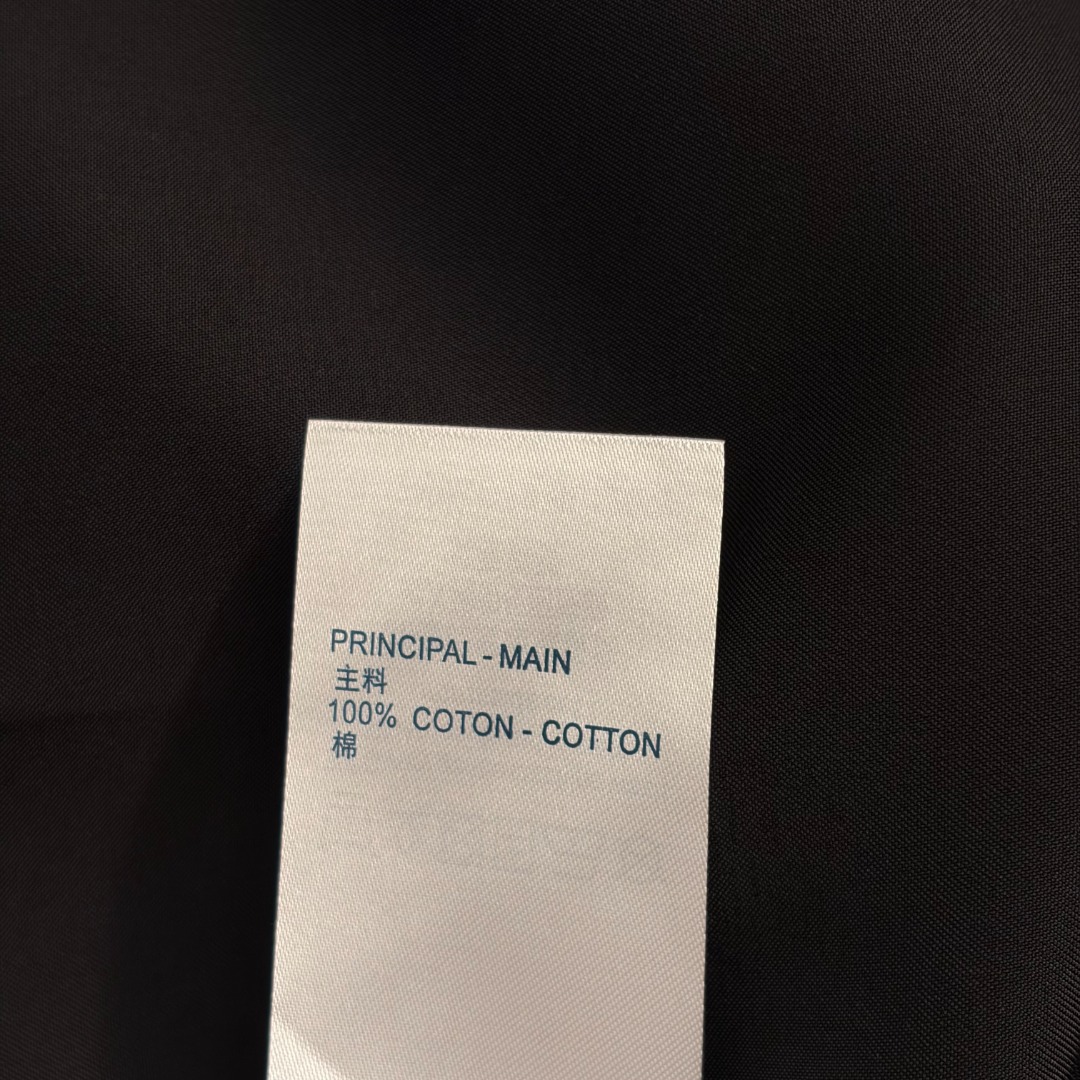 PRINCIPAL - MAIN
主料
100% COTON - COTTON
棉